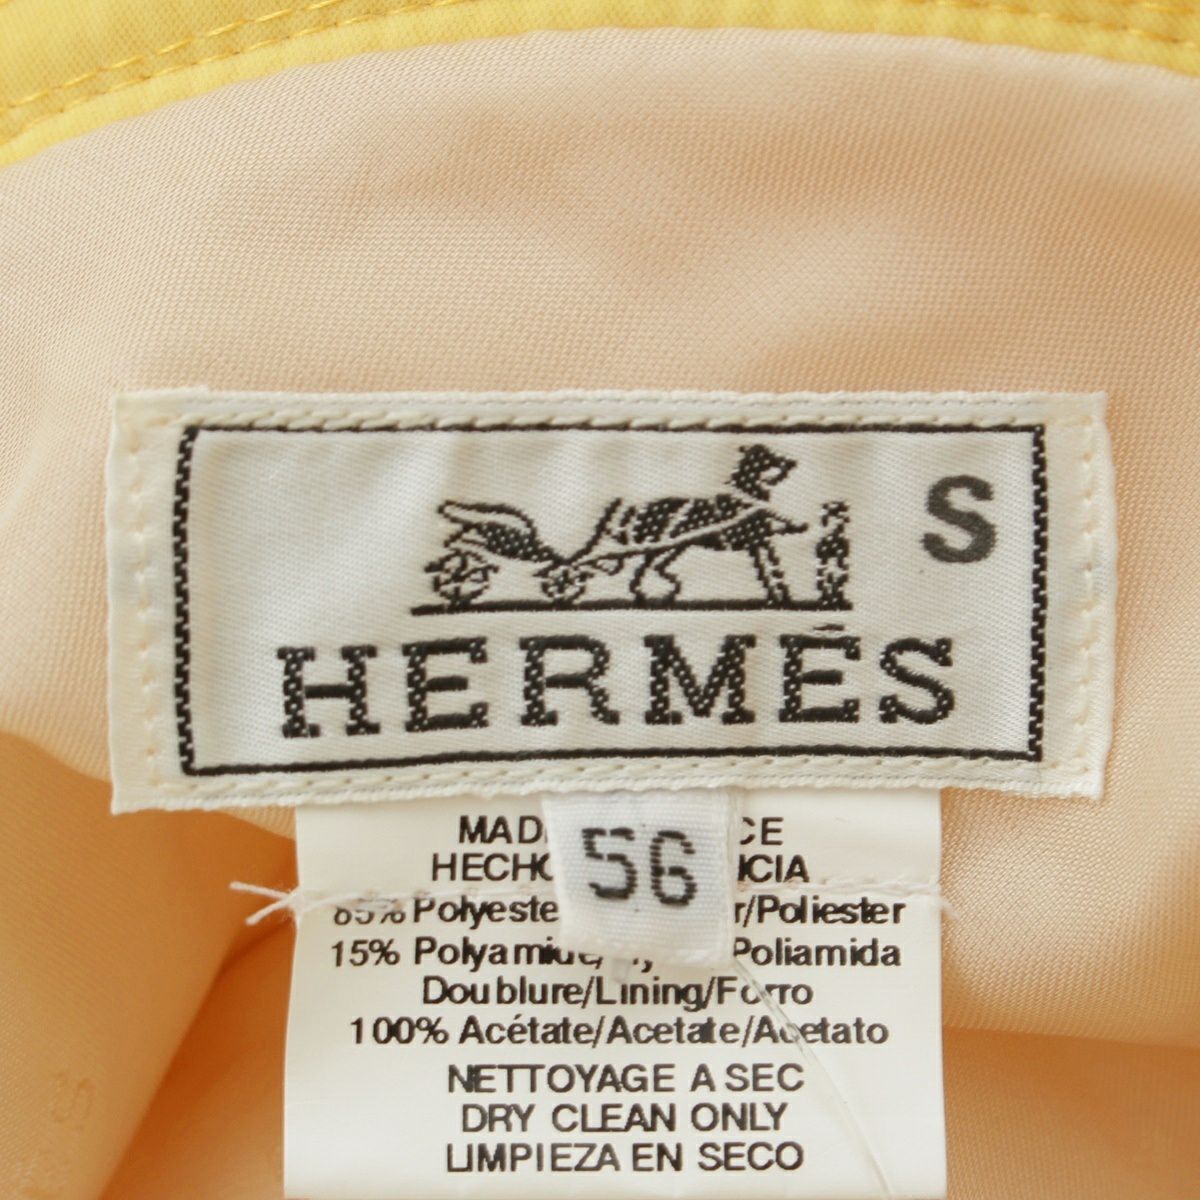 S
HERMÈS
56
MAD CE
HECHO NCIA
85% Polyeste r/Poliester
15% Polyamide/ Poliamida
Doublure/Lining/Forro
100% Acétate/Acetate/Acetato
NETTOYAGE A SEC
DRY CLEAN ONLY
LIMPIEZA EN SECO